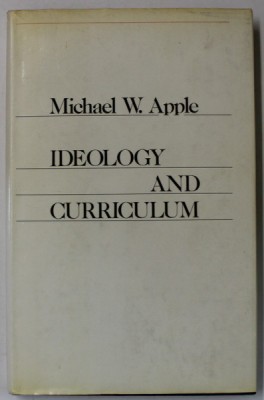 Michael W. Apple
IDEOLOGY
AND
CURRICULUM